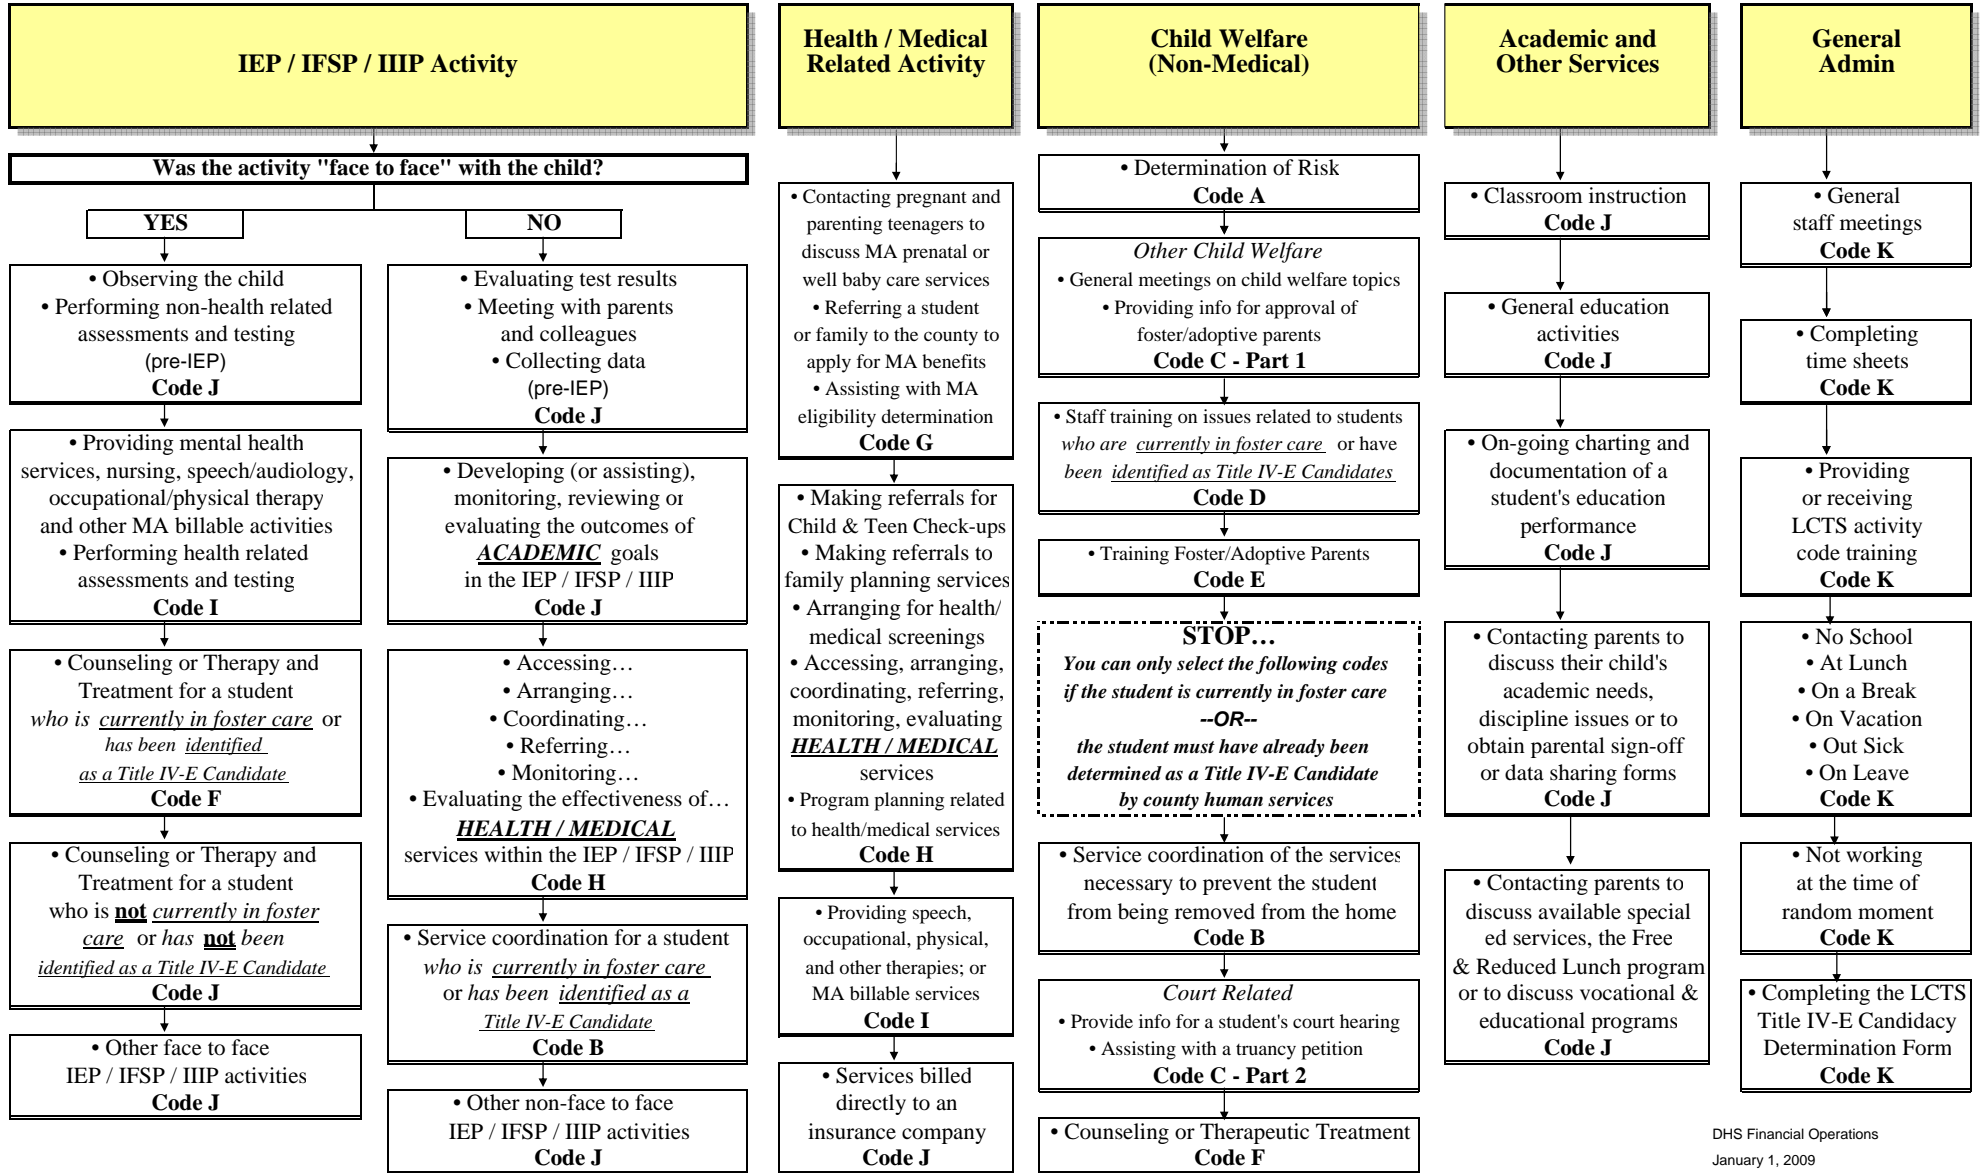 IEP / IFSP / IIIP Activity
Was the activity "face to face" with the child?
YES
• Observing the child
• Performing non-health related
assessments and testing
(pre-IEP)
Code J
• Providing mental health
services, nursing, speech/audiology,
occupational/physical therapy
and other MA billable activities
• Performing health related
assessments and testing
Code I
• Counseling or Therapy and
Treatment for a student
who is currently in foster care or
has been identified
as a Title IV-E Candidate
Code F
• Counseling or Therapy and
Treatment for a student
who is not currently in foster
care or has not been
identified as a Title IV-E Candidate
Code J
• Other face to face
IEP / IFSP / IIIP activities
Code J
NO
• Evaluating test results
• Meeting with parents
and colleagues
• Collecting data
(pre-IEP)
Code J
• Developing (or assisting),
monitoring, reviewing or
evaluating the outcomes of
ACADEMIC goals
in the IEP / IFSP / IIIP
Code J
• Accessing…
• Arranging…
• Coordinating…
• Referring…
• Monitoring…
• Evaluating the effectiveness of…
HEALTH / MEDICAL
services within the IEP / IFSP / IIIP
Code H
• Service coordination for a student
who is currently in foster care
or has been identified as a
Title IV-E Candidate
Code B
• Other non-face to face
IEP / IFSP / IIIP activities
Code J
Health / Medical
Related Activity
• Contacting pregnant and
parenting teenagers to
discuss MA prenatal or
well baby care services
• Referring a student
or family to the county to
apply for MA benefits
• Assisting with MA
eligibility determination
Code G
• Making referrals for
Child & Teen Check-ups
• Making referrals to
family planning services
• Arranging for health/
medical screenings
• Accessing, arranging,
coordinating, referring,
monitoring, evaluating
HEALTH / MEDICAL
services
• Program planning related
to health/medical services
Code H
• Providing speech,
occupational, physical,
and other therapies; or
MA billable services
Code I
• Services billed
directly to an
insurance company
Code J
Child Welfare
(Non-Medical)
• Determination of Risk
Code A
Other Child Welfare
• General meetings on child welfare topics
• Providing info for approval of
foster/adoptive parents
Code C - Part 1
• Staff training on issues related to students
who are currently in foster care or have
been identified as Title IV-E Candidates
Code D
• Training Foster/Adoptive Parents
Code E
STOP…
You can only select the following codes
if the student is currently in foster care
--OR--
the student must have already been
determined as a Title IV-E Candidate
by county human services
• Service coordination of the services
necessary to prevent the student
from being removed from the home
Code B
Court Related
• Provide info for a student's court hearing
• Assisting with a truancy petition
Code C - Part 2
• Counseling or Therapeutic Treatment
Code F
Academic and
Other Services
• Classroom instruction
Code J
• General education
activities
Code J
• On-going charting and
documentation of a
student's education
performance
Code J
• Contacting parents to
discuss their child's
academic needs,
discipline issues or to
obtain parental sign-off
or data sharing forms
Code J
• Contacting parents to
discuss available special
ed services, the Free
& Reduced Lunch program
or to discuss vocational &
educational programs
Code J
General
Admin
• General
staff meetings
Code K
• Completing
time sheets
Code K
• Providing
or receiving
LCTS activity
code training
Code K
• No School
• At Lunch
• On a Break
• On Vacation
• Out Sick
• On Leave
Code K
• Not working
at the time of
random moment
Code K
• Completing the LCTS
Title IV-E Candidacy
Determination Form
Code K
DHS Financial Operations
January 1, 2009